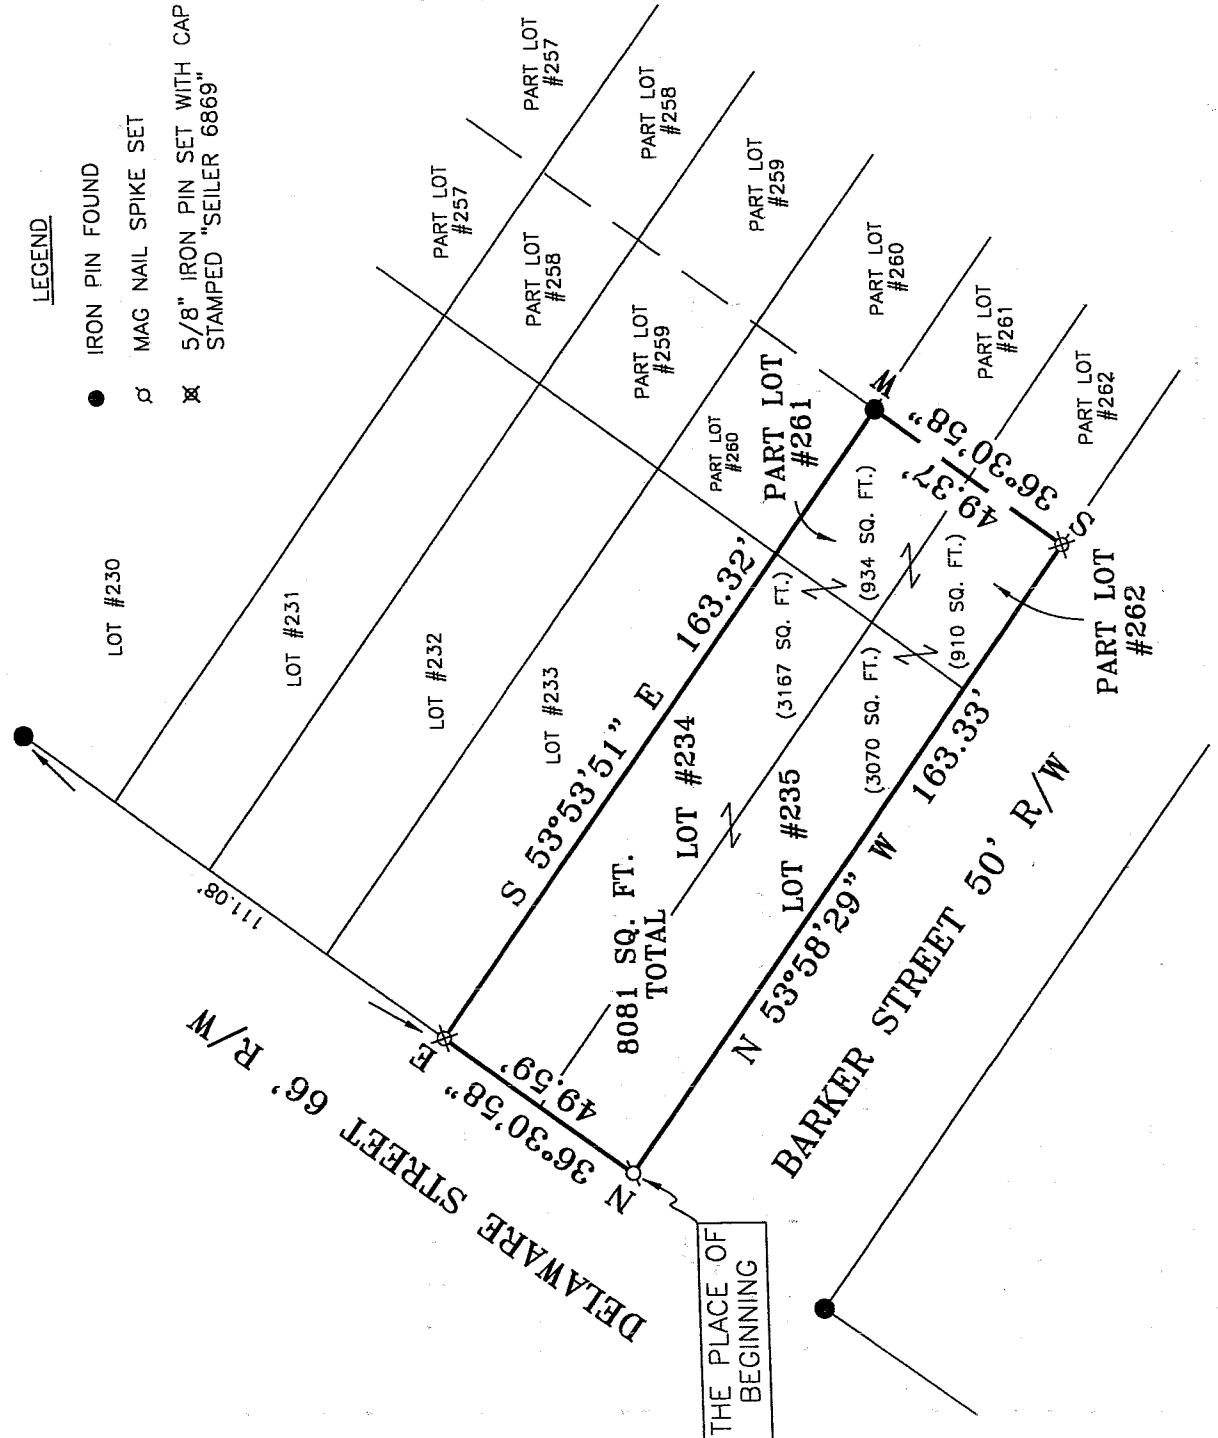 LEGEND
IRON PIN FOUND
MAG NAIL SPIKE SET
5/8" IRON PIN SET WITH CAP
STAMPED "SEILER 6869"
PART LOT
#257
PART LOT
#258
PART LOT
#259
PART LOT
#260
PART LOT
#261
PART LOT
#262
PART LOT
#257
PART LOT
#258
PART LOT
#259
PART LOT
#260
LOT #230
LOT #231
LOT #232
LOT #233
111.08'
S 53°53'51" E 163.32'
PART LOT
#261
(934 SQ. FT.)
S 36°30'58" W
49.37'
(3167 SQ. FT.)
LOT #234
(910 SQ. FT.)
PART LOT
#262
(3070 SQ. FT.)
LOT #235
8081 SQ. FT.
TOTAL
N 53°58'29" W 163.33'
N 36°30'58" E
49.59'
DELAWARE STREET 66' R/W
BARKER STREET 50' R/W
THE PLACE OF
BEGINNING